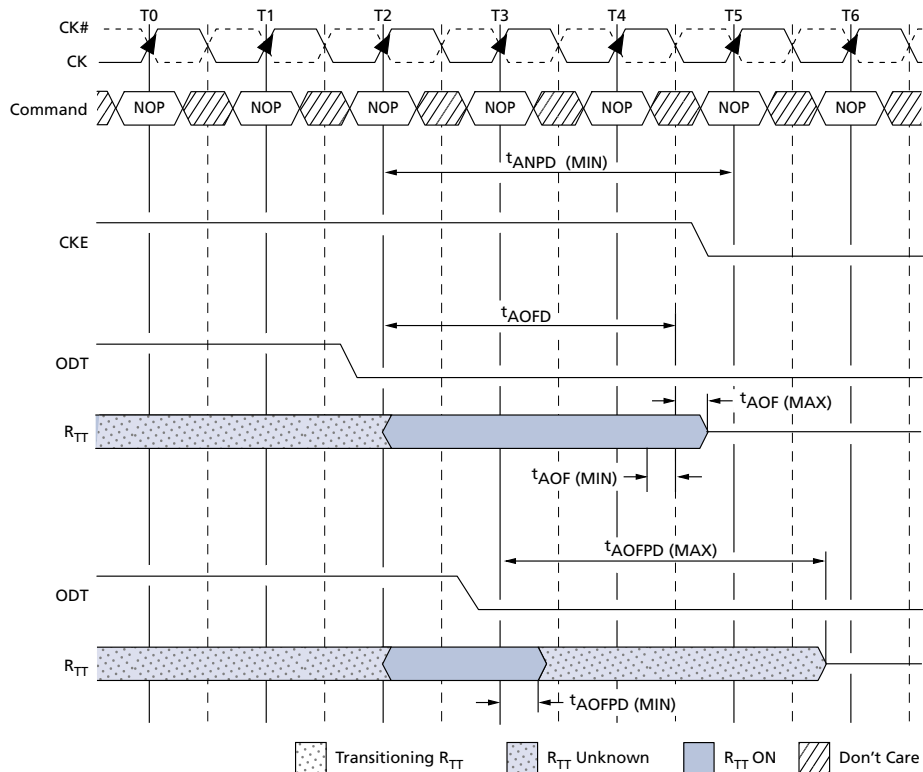 T0 T1 T2 T3 T4 T5 T6
CK#
CK
Command NOP NOP NOP NOP NOP NOP NOP
tANPD (MIN)
CKE
tAOFD
ODT
tAOF (MAX)
RTT
tAOF (MIN)
tAOFPD (MAX)
ODT
RTT
tAOFPD (MIN)
Transitioning RTT RTT Unknown RTT ON Don't Care